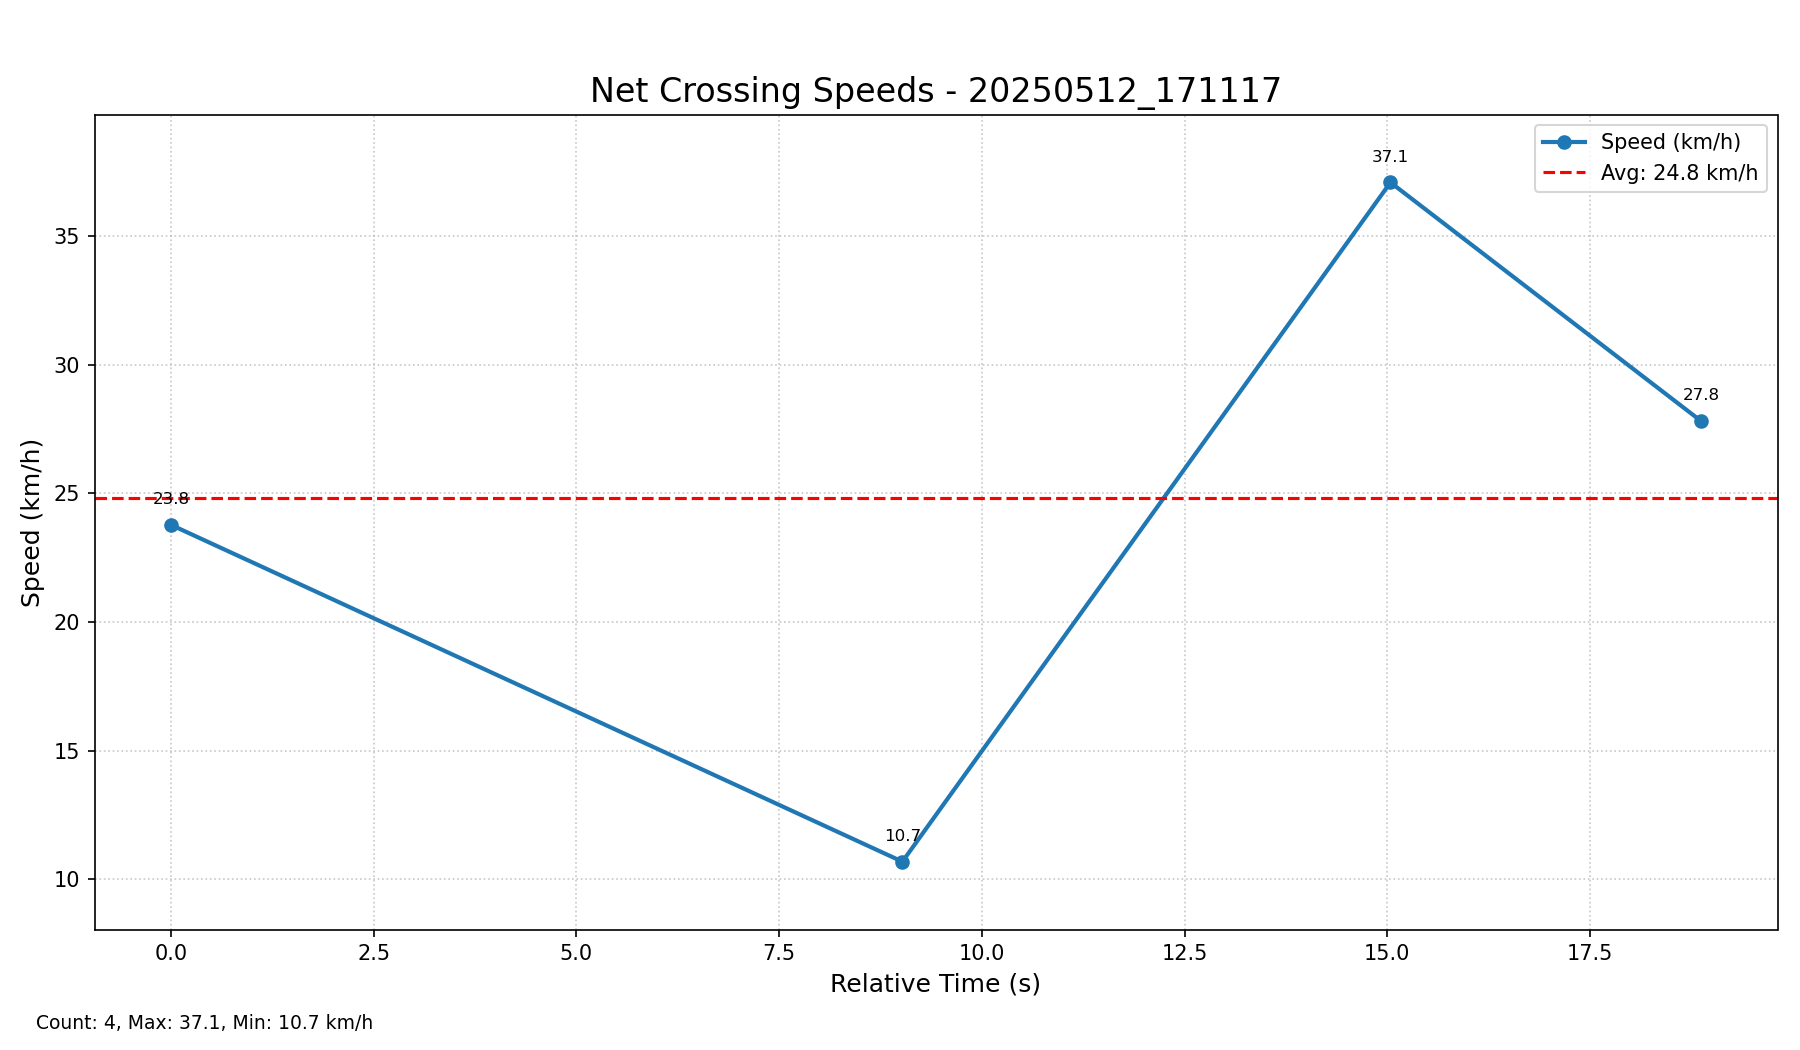 Net Crossing Speeds - 20250512_171117
Speed (km/h)
Avg: 24.8 km/h
37.1
27.8
23.8
10.7
35
30
25
20
15
10
Speed (km/h)
0.0 2.5 5.0 7.5 10.0 12.5 15.0 17.5
Relative Time (s)
Count: 4, Max: 37.1, Min: 10.7 km/h